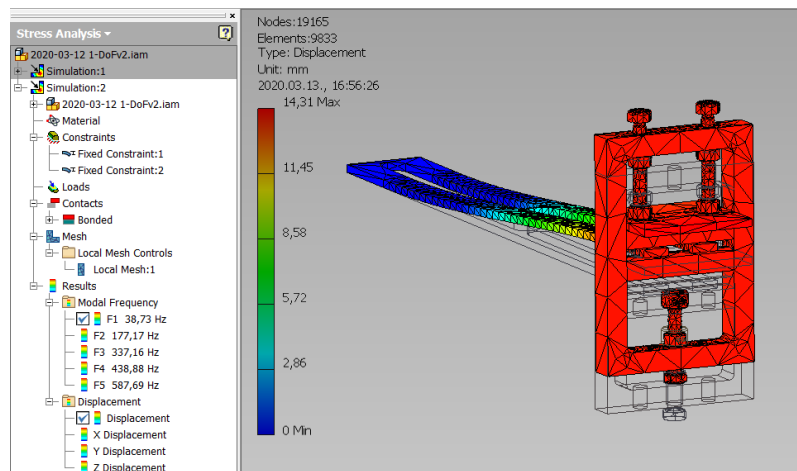 Stress Analysis
2020-03-12 1-DoFv2.iam
Simulation:1
Simulation:2
2020-03-12 1-DoFv2.iam
Material
Constraints
Fixed Constraint:1
Fixed Constraint:2
Loads
Contacts
Bonded
Mesh
Local Mesh Controls
Local Mesh:1
Results
Modal Frequency
F1 38,73 Hz
F2 177,17 Hz
F3 337,16 Hz
F4 438,88 Hz
F5 587,69 Hz
Displacement
Displacement
X Displacement
Y Displacement
Z Displacement
Nodes:19165
Elements:9833
Type: Displacement
Unit: mm
2020.03.13., 16:56:26
14,31 Max
11,45
8,58
5,72
2,86
0 Min